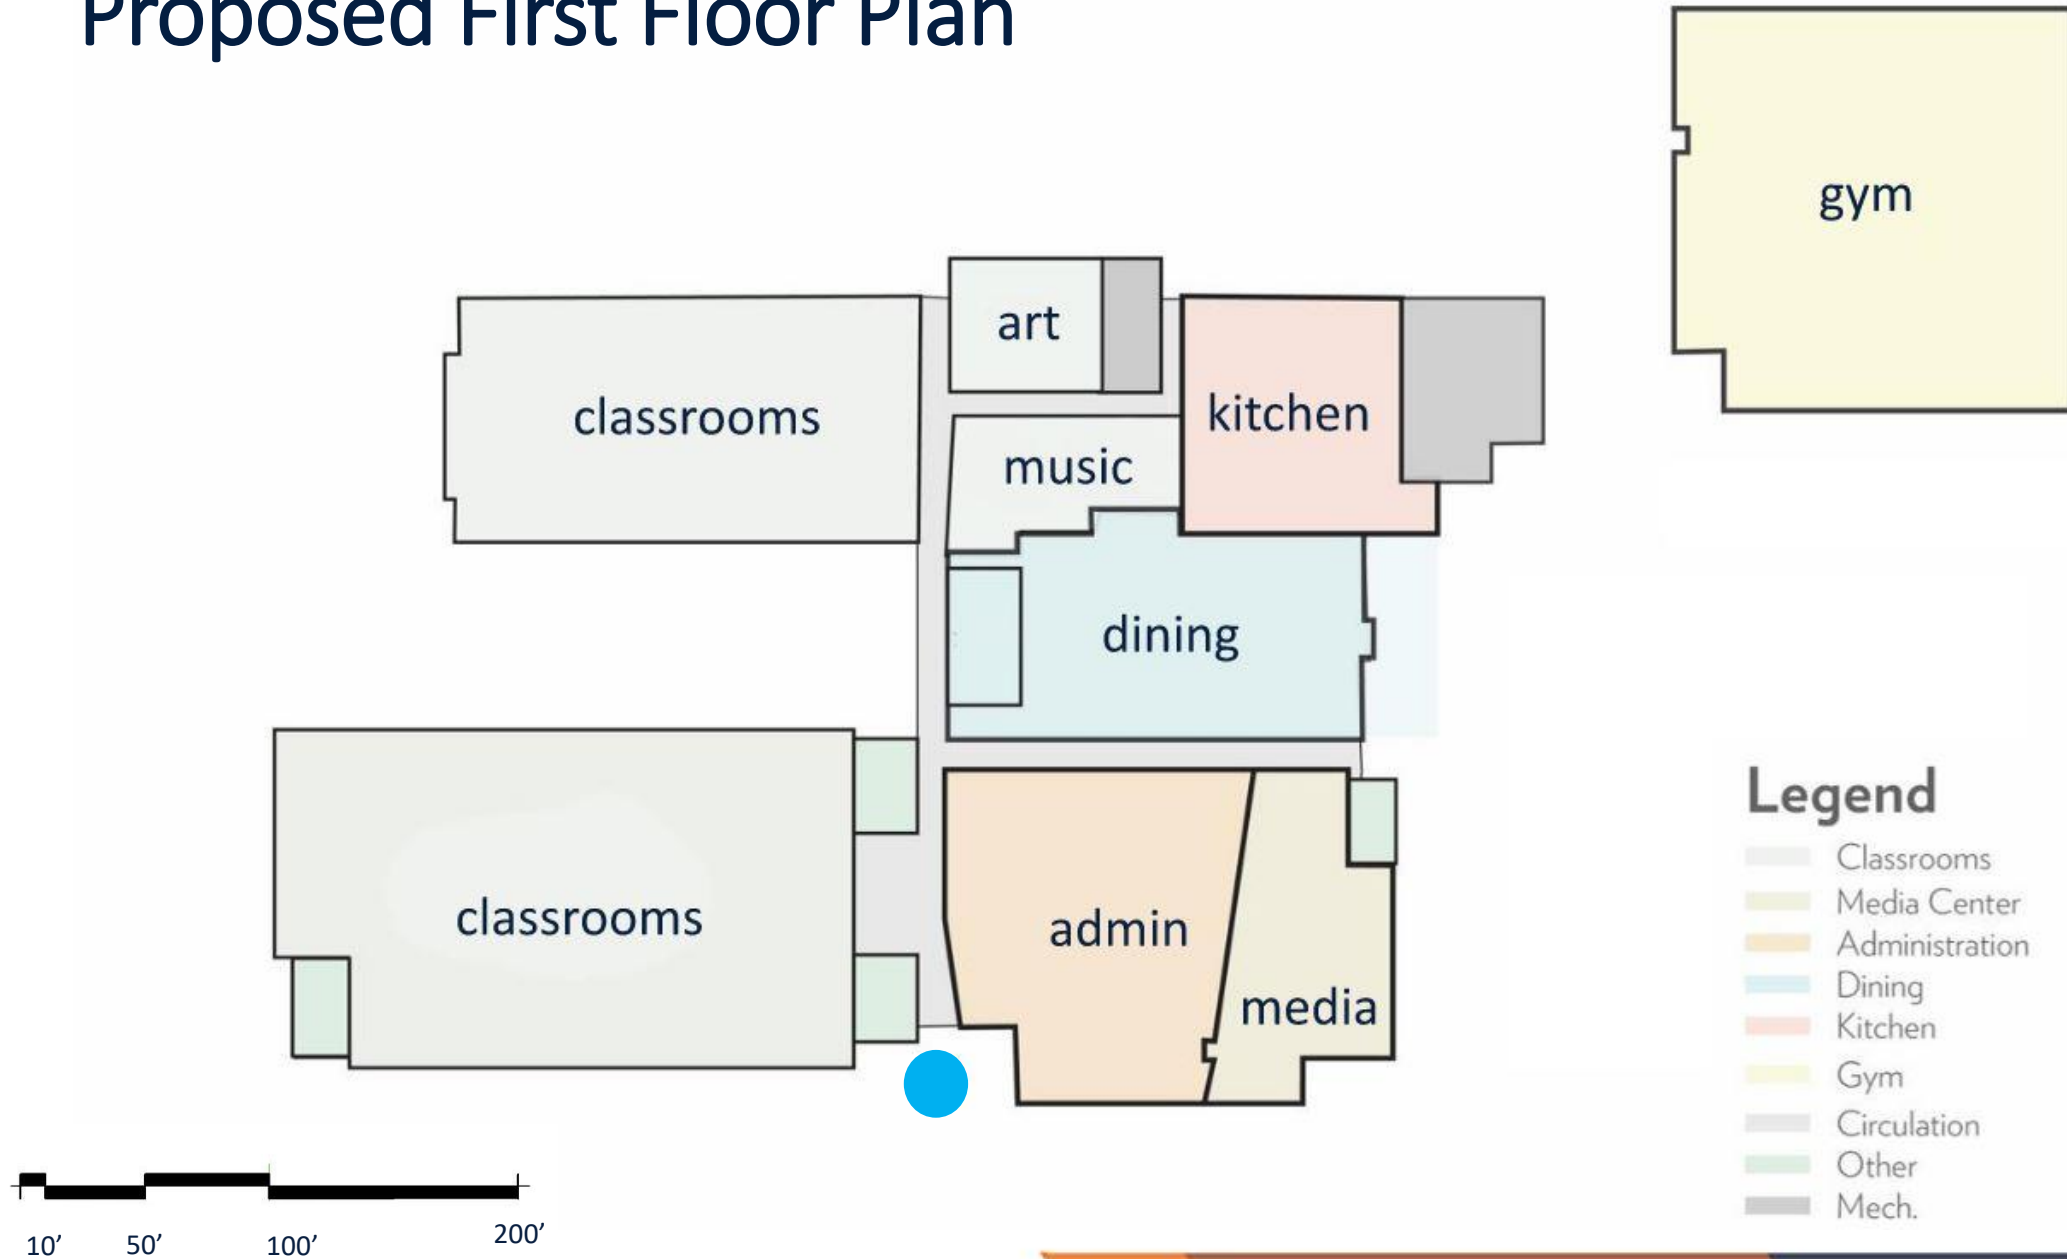 Proposed First Floor Plan
gym
art
classrooms
kitchen
music
dining
classrooms
admin
media
Legend
Classrooms
Media Center
Administration
Dining
Kitchen
Gym
Circulation
Other
Mech.
10’ 50’ 100’ 200’